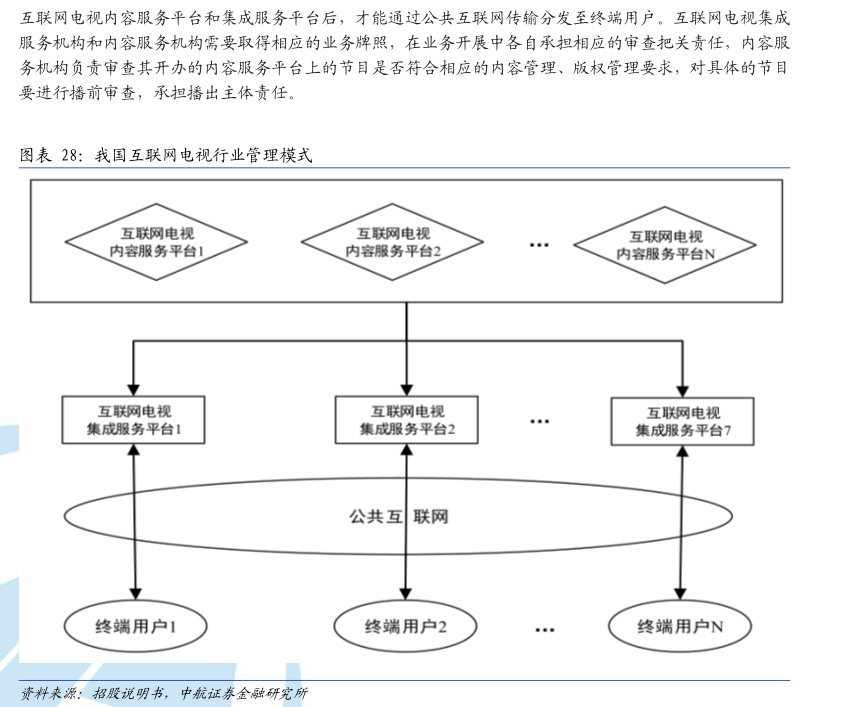 互联网电视内容服务平台和集成服务平台后，才能通过公共互联网传输分发至终端用户。互联网电视集成
服务机构和内容服务机构需要取得相应的业务牌照，在业务开展中各自承担相应的审查把关责任，内容服
务机构负责审查其开办的内容服务平台上的节目是否符合相应的内容管理、版权管理要求，对具体的节目
要进行播前审查，承担播出主体责任。
图表 28：我国互联网电视行业管理模式
互联网电视
内容服务平台1
互联网电视
内容服务平台2
...
互联网电视
内容服务平台N
互联网电视
集成服务平台1
互联网电视
集成服务平台2
...
互联网电视
集成服务平台7
公共互 联网
终端用户1
终端用户2
...
终端用户N
资料来源：招股说明书，中航证券金融研究所